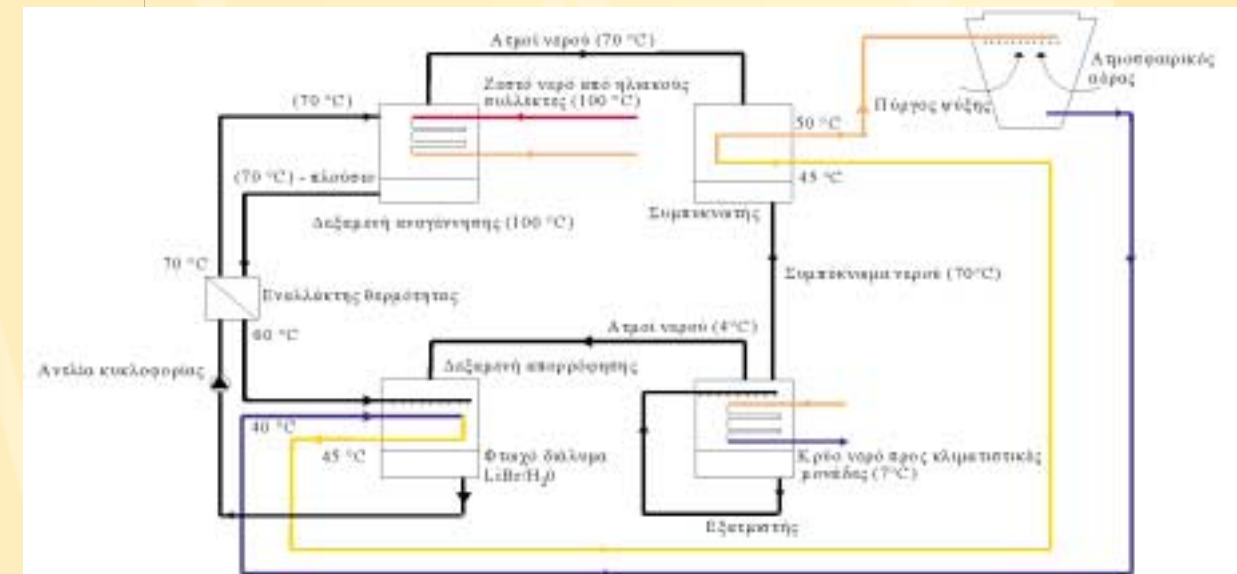 Ατμοί νερού (70 °C)
Ζεστό νερό από ηλιακούς
συλλέκτες (100 °C)
Ατμοσφαιρικός
αέρας
Πύργος ψύξης
(70 °C)
50 °C
45 °C
(70 °C) - πλούσιο
Δεξαμενή αναγέννησης (100 °C)
Συμπυκνωτής
70 °C
Εναλλάκτης θερμότητας
Συμπύκνωμα νερού (70°C)
60 °C
Ατμοί νερού (4°C)
Αντλία κυκλοφορίας
Δεξαμενή απορρόφησης
40 °C
45 °C
Φτωχό διάλυμα
LiBr/H₂0
Κρύο νερό προς κλιματιστικές
μονάδες (7°C)
Εξατμιστής